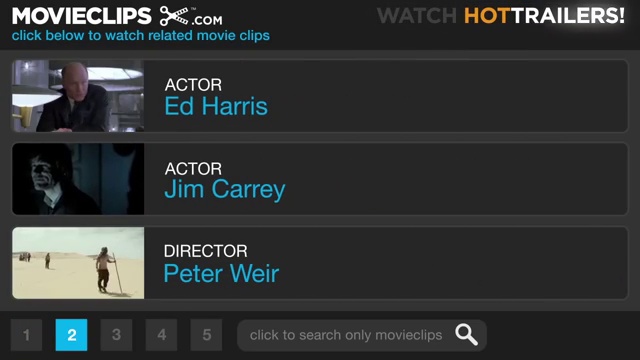 MOVIECLIPS .COM
WATCH HOTTRAILERS!
click below to watch related movie clips
ACTOR
Ed Harris
ACTOR
Jim Carrey
DIRECTOR
Peter Weir
1 2 3 4 5
click to search only movieclips